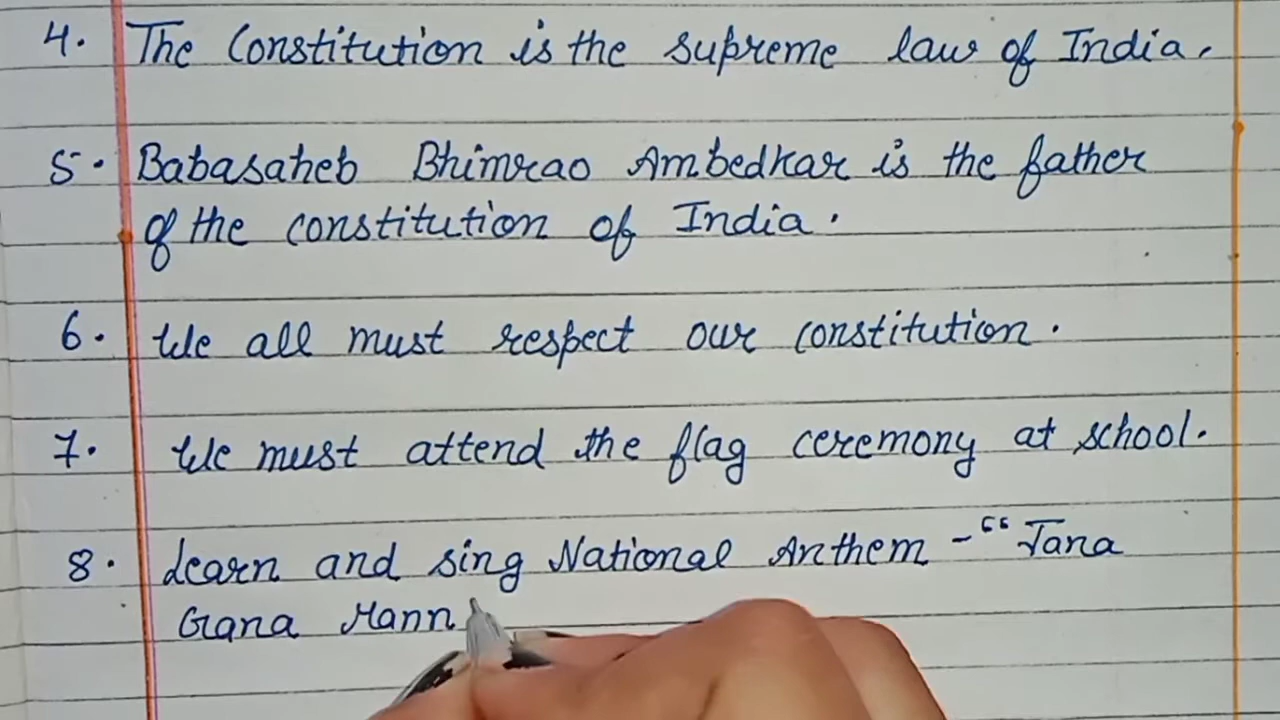 4. The Constitution is the supreme law of India.
5. Babasaheb Bhimrao Ambedkar is the father
of the constitution of India.
6. We all must respect our constitution.
7. We must attend the flag ceremony at school.
8. Learn and sing National Anthem - “Jana
Gana Mann